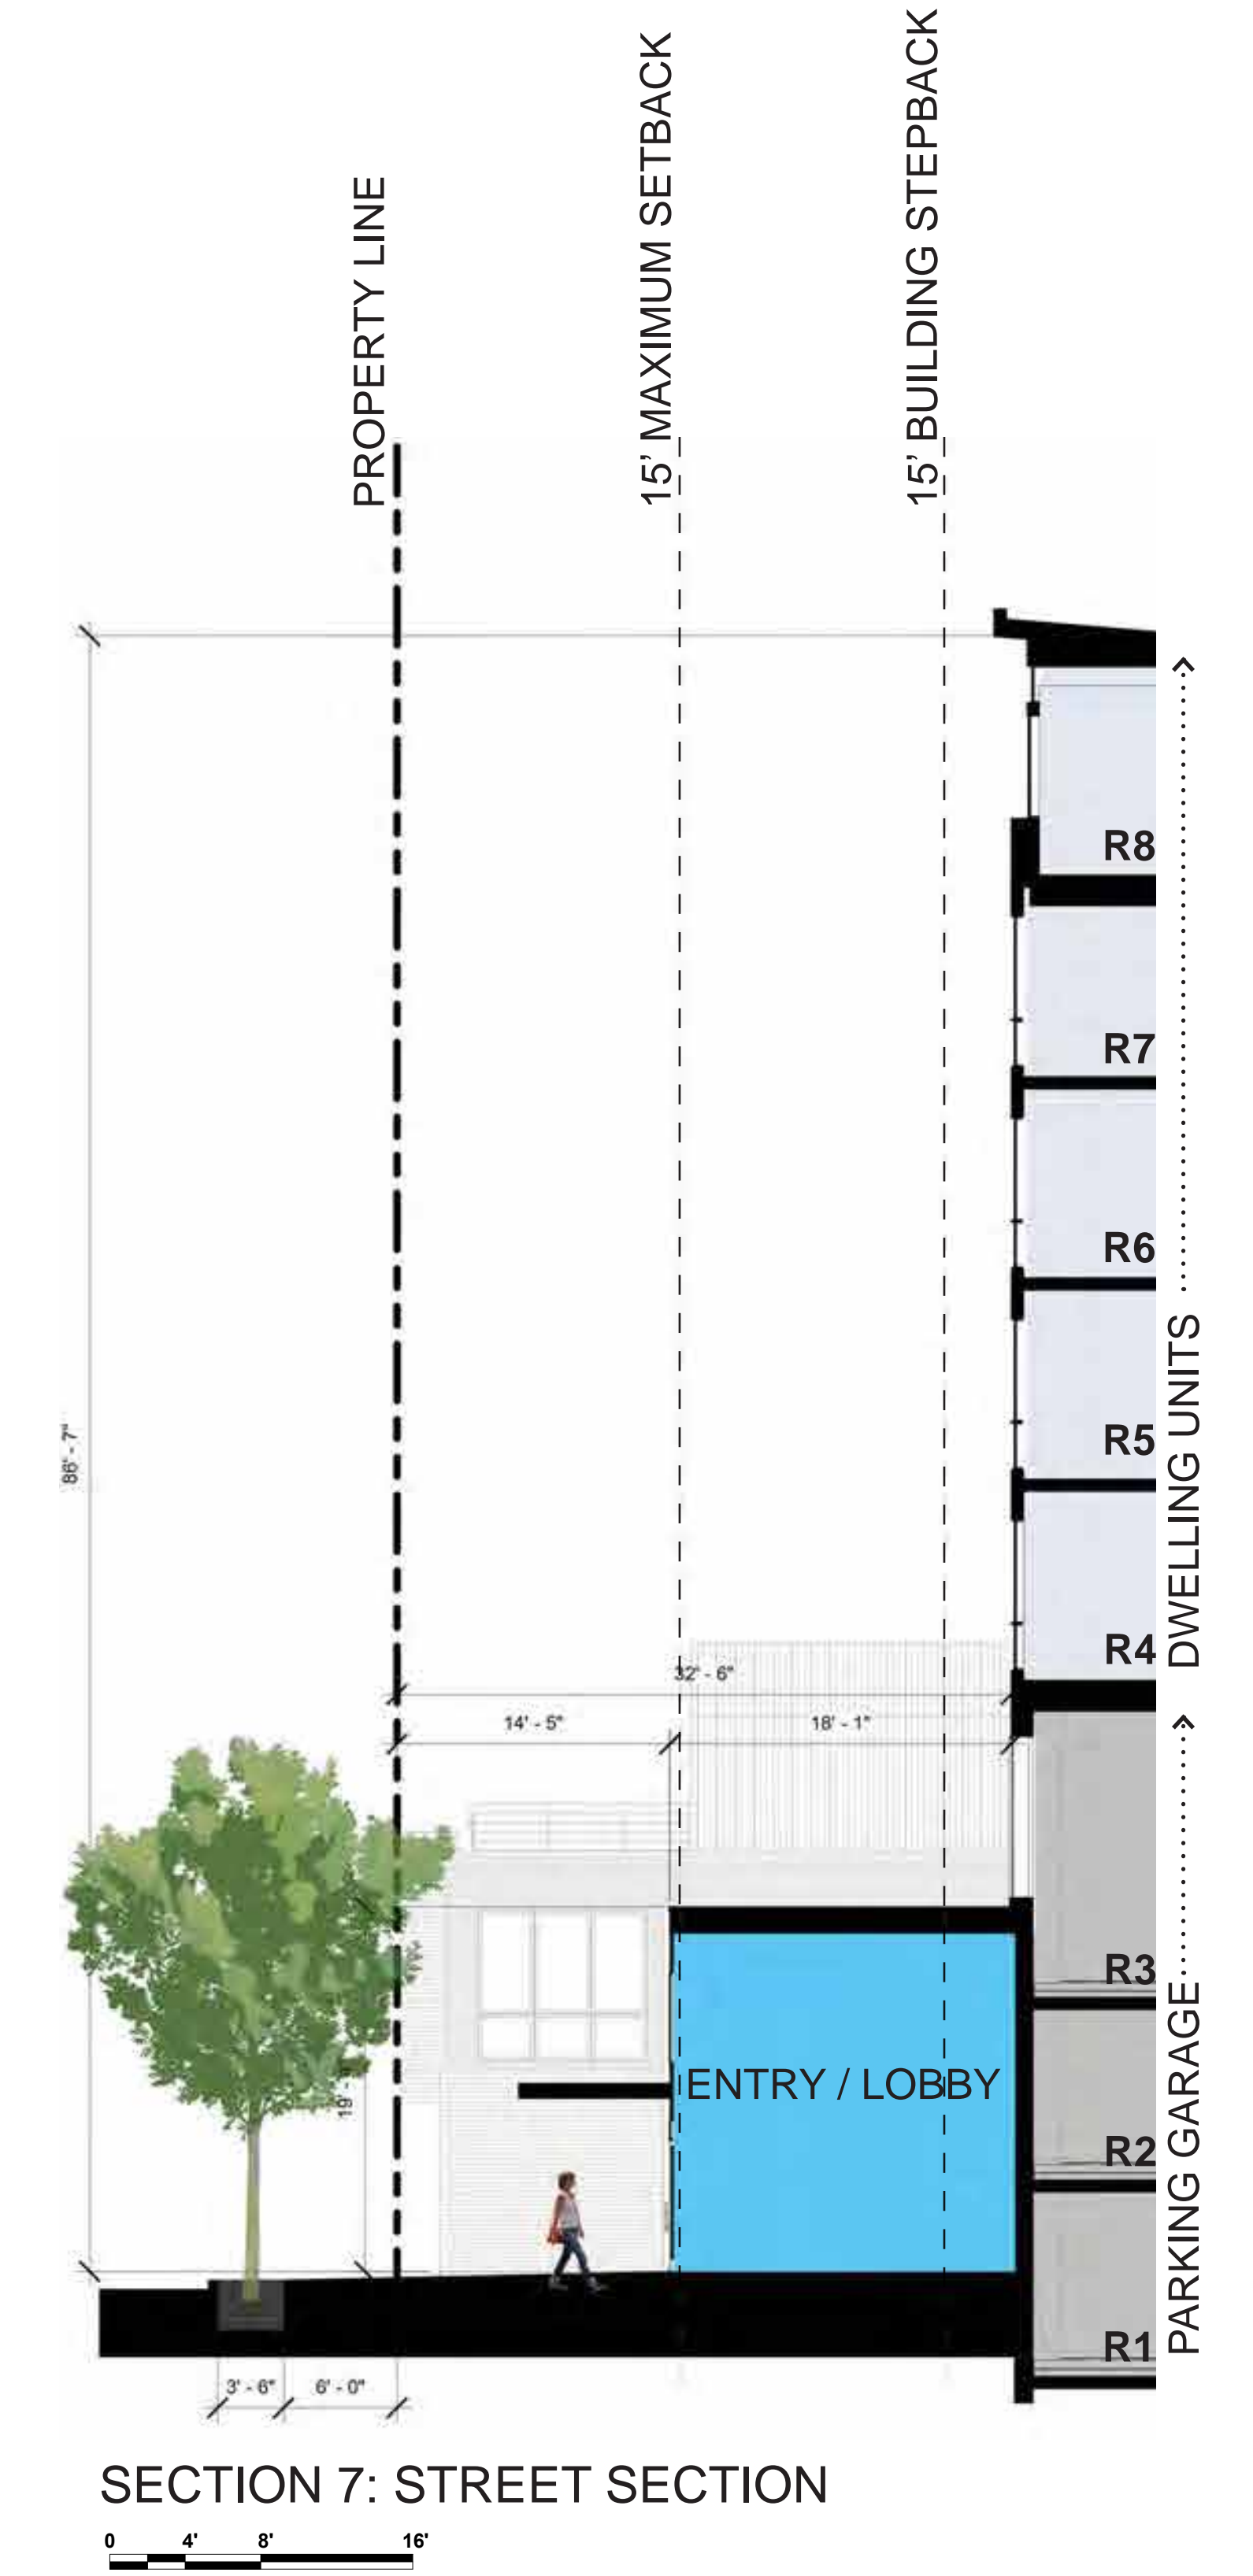 PROPERTY LINE
15’ MAXIMUM SETBACK
15’ BUILDING STEPBACK
R8
R7
R6
R5
R4
DWELLING UNITS
86' - 7"
32' - 6"
14' - 5"
18' - 1"
R3
ENTRY / LOBBY
R2
PARKING GARAGE
R1
3' - 6"
6' - 0"
SECTION 7: STREET SECTION
0 4' 8' 16'